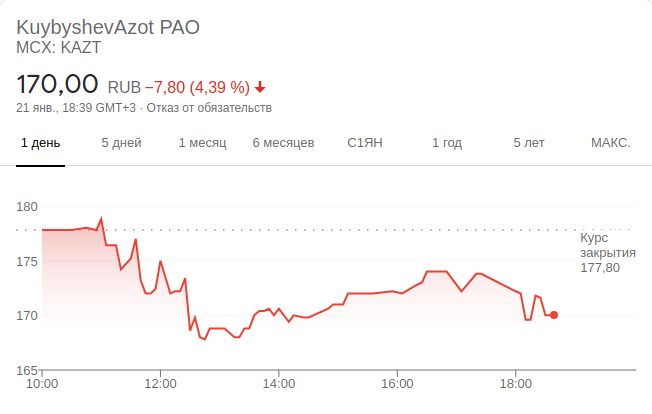 KuybyshevAzot PAO
MCX: KAZT
170,00 RUB −7,80 (4,39 %)
21 янв., 18:39 GMT+3 · Отказ от обязательств
1 день 5 дней 1 месяц 6 месяцев С1ЯН 1 год 5 лет МАКС.
180
Курс
закрытия
177,80
175
170
165
10:00 12:00 14:00 16:00 18:00